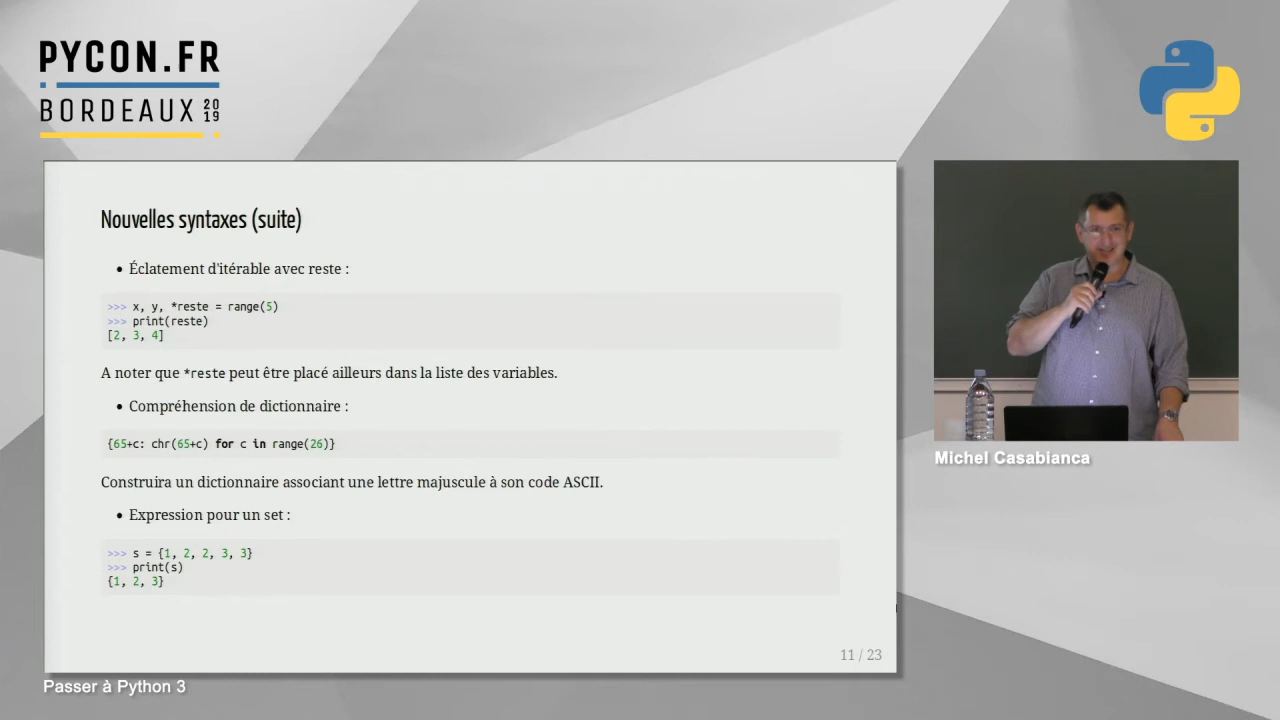 PYCON.FR
BORDEAUX 2019
Nouvelles syntaxes (suite)
• Éclatement d'itérable avec reste :
>>> x, y, *reste = range(5)
>>> print(reste)
[2, 3, 4]
A noter que *reste peut être placé ailleurs dans la liste des variables.
• Compréhension de dictionnaire :
{65+c: chr(65+c) for c in range(26)}
Construira un dictionnaire associant une lettre majuscule à son code ASCII.
• Expression pour un set :
>>> s = {1, 2, 2, 3, 3}
>>> print(s)
{1, 2, 3}
11 / 23
Michel Casabianca
Passer à Python 3